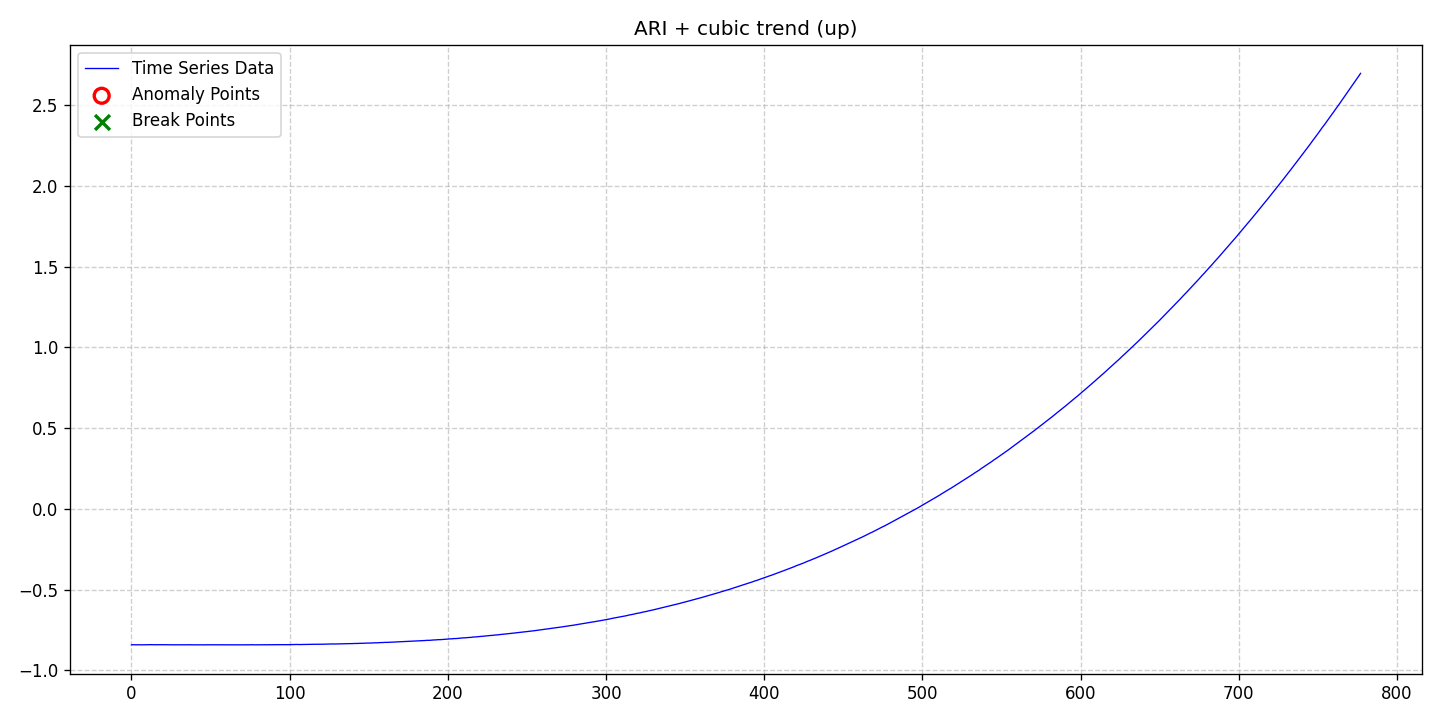 ARI + cubic trend (up)
Time Series Data
Anomaly Points
Break Points
2.5
2.0
1.5
1.0
0.5
0.0
−0.5
−1.0
0 100 200 300 400 500 600 700 800